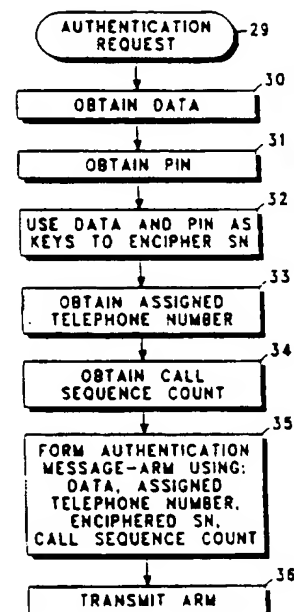 AUTHENTICATION
REQUEST
29
30
OBTAIN DATA
31
OBTAIN PIN
32
USE DATA AND PIN AS
KEYS TO ENCIPHER SN
33
OBTAIN ASSIGNED
TELEPHONE NUMBER
34
OBTAIN CALL
SEQUENCE COUNT
35
FORM AUTHENTICATION
MESSAGE-ARM USING:
DATA, ASSIGNED
TELEPHONE NUMBER,
ENCIPHERED SN,
CALL SEQUENCE COUNT
36
TRANSMIT ARM